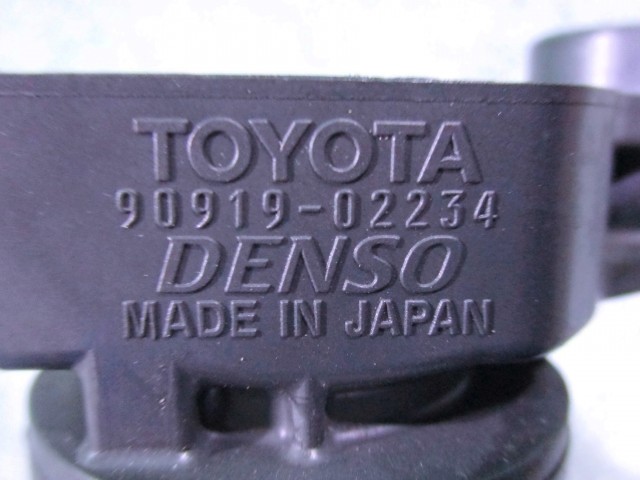 TOYOTA
90919-02234
DENSO
MADE IN JAPAN